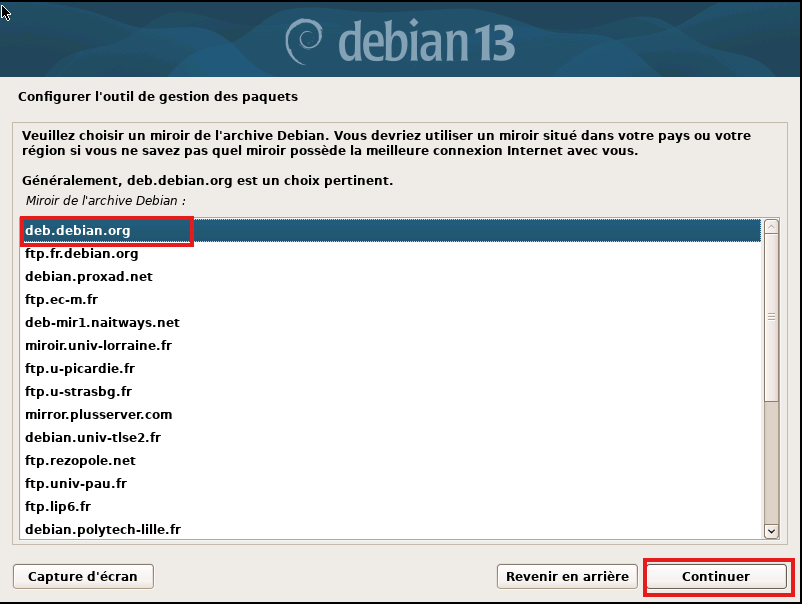 debian 13
Configurer l'outil de gestion des paquets
Veuillez choisir un miroir de l'archive Debian. Vous devriez utiliser un miroir situé dans votre pays ou votre
région si vous ne savez pas quel miroir possède la meilleure connexion Internet avec vous.
Généralement, deb.debian.org est un choix pertinent.
Miroir de l'archive Debian :
deb.debian.org
ftp.fr.debian.org
debian.proxad.net
ftp.ec-m.fr
deb-mir1.naitways.net
miroir.univ-lorraine.fr
ftp.u-picardie.fr
ftp.u-strasbg.fr
mirror.plusserver.com
debian.univ-tlse2.fr
ftp.rezopole.net
ftp.univ-pau.fr
ftp.lip6.fr
debian.polytech-lille.fr
Capture d'écran
Revenir en arrière
Continuer